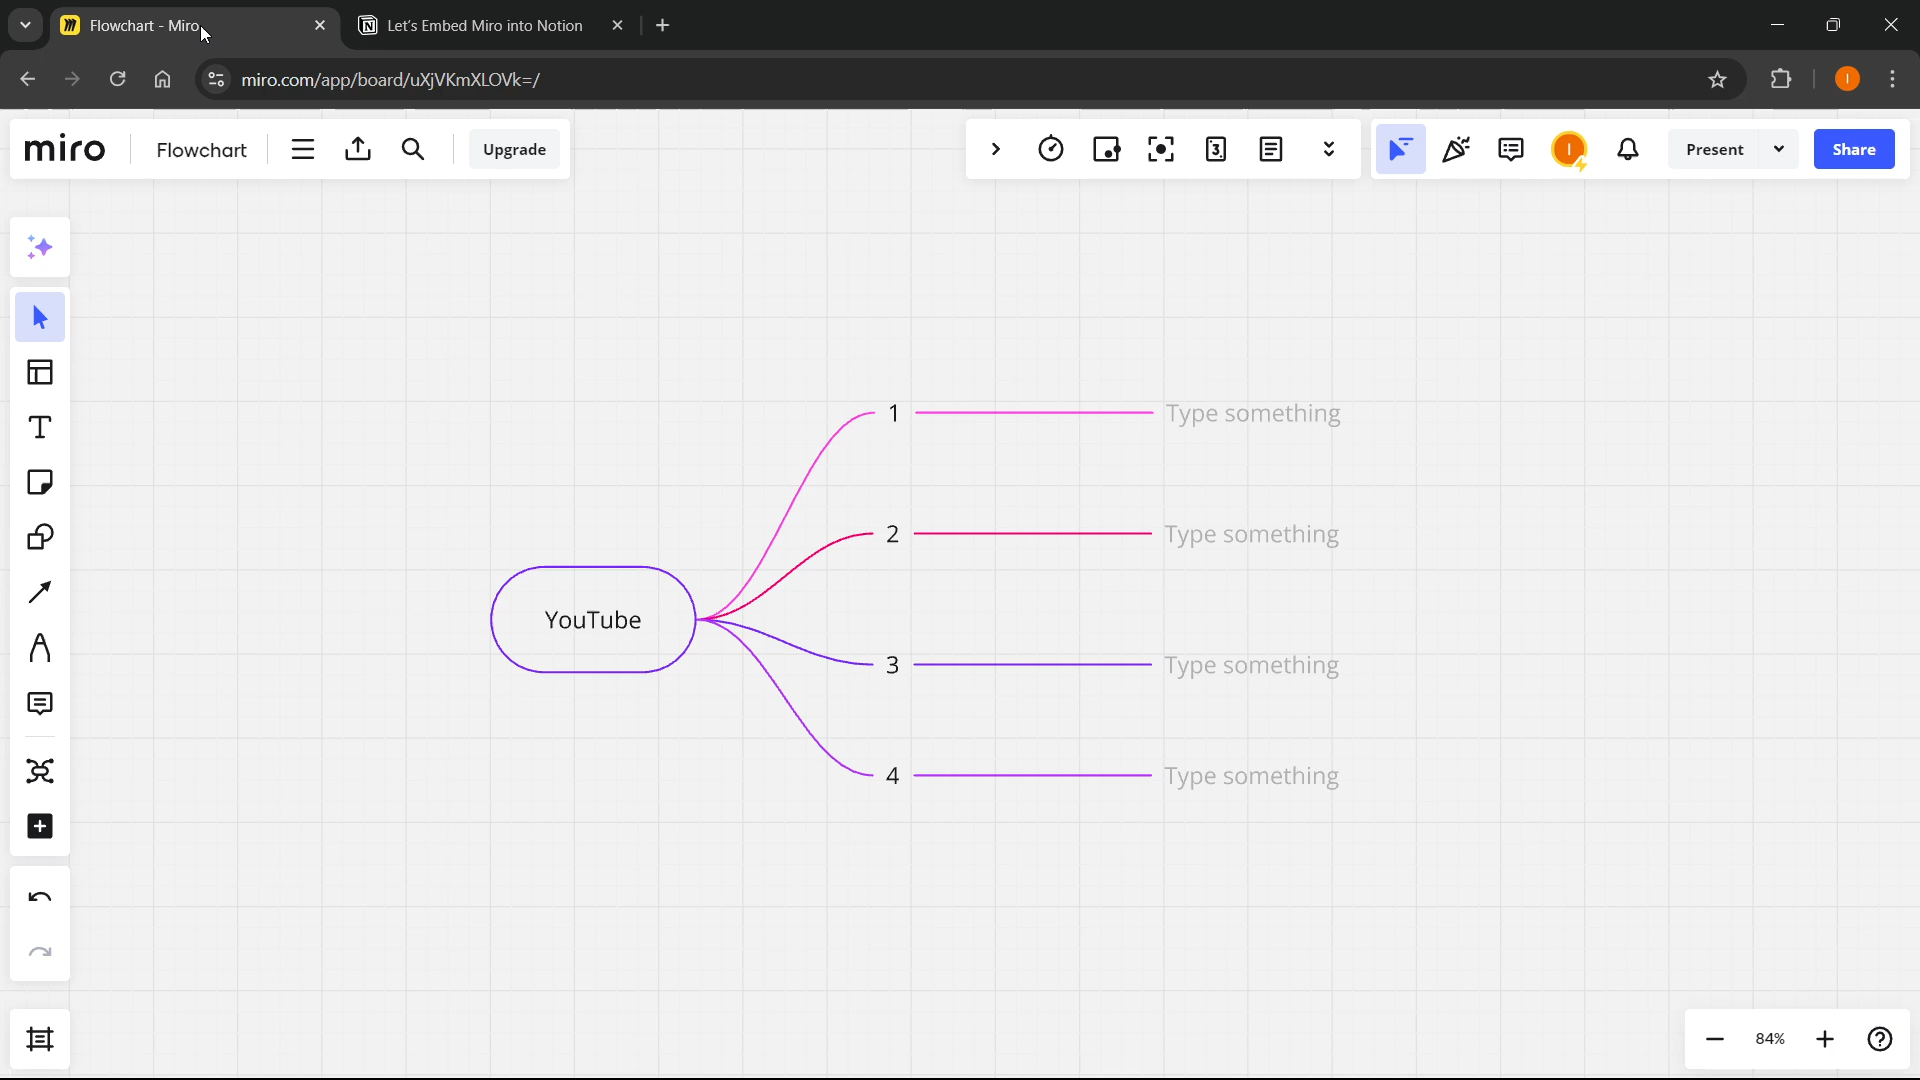 Flowchart - Miro
Let's Embed Miro into Notion
miro.com/app/board/uXjVKmXLOVk=/
I
miro
Flowchart
Upgrade
3
I
Present
Share
1
Type something
2
Type something
YouTube
3
Type something
4
Type something
84%